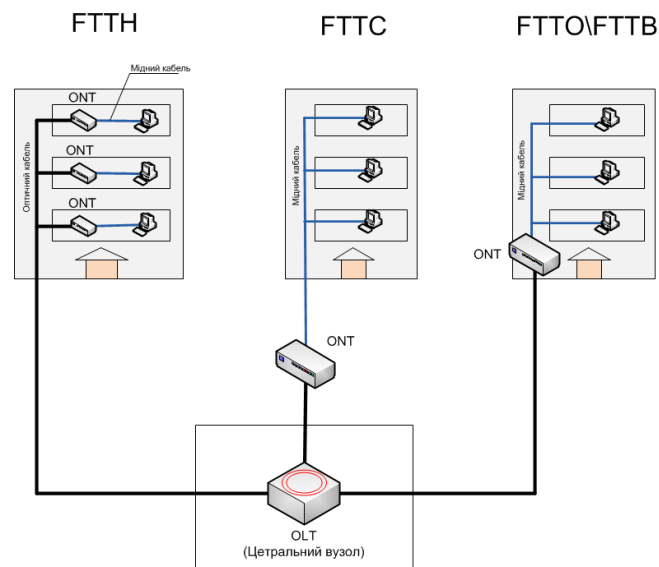 FTTH
FTTC
FTTO\FTTB
Мідний кабель
ONT
ONT
ONT
Оптичний кабель
Мідний кабель
Мідний кабель
ONT
ONT
OLT
(Цетральний вузол)